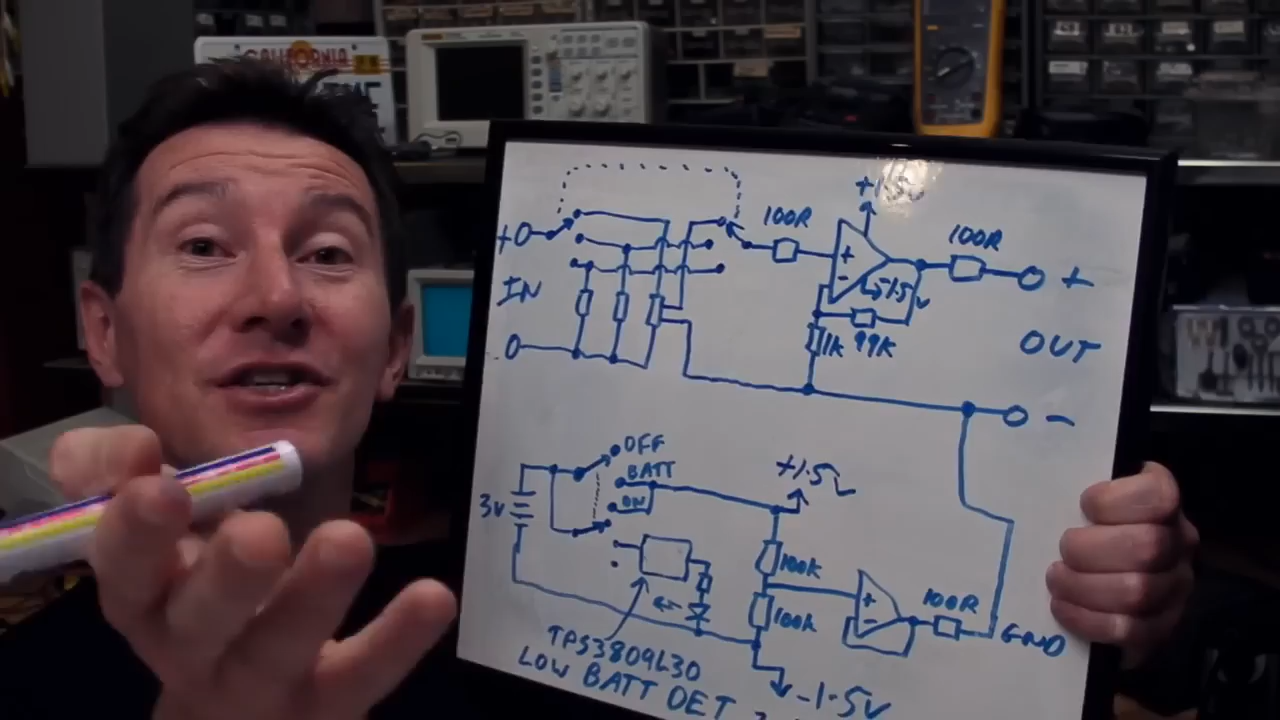 CALIFORNIA
+1.5V
100R
100R
+
+
-
-1.5V
+
IN
1K
99K
OUT
-
OFF
BATT
ON
3V
+1.5V
100K
100K
+
-
100R
GND
TPS3809L30
LOW BATT DET
-1.5V